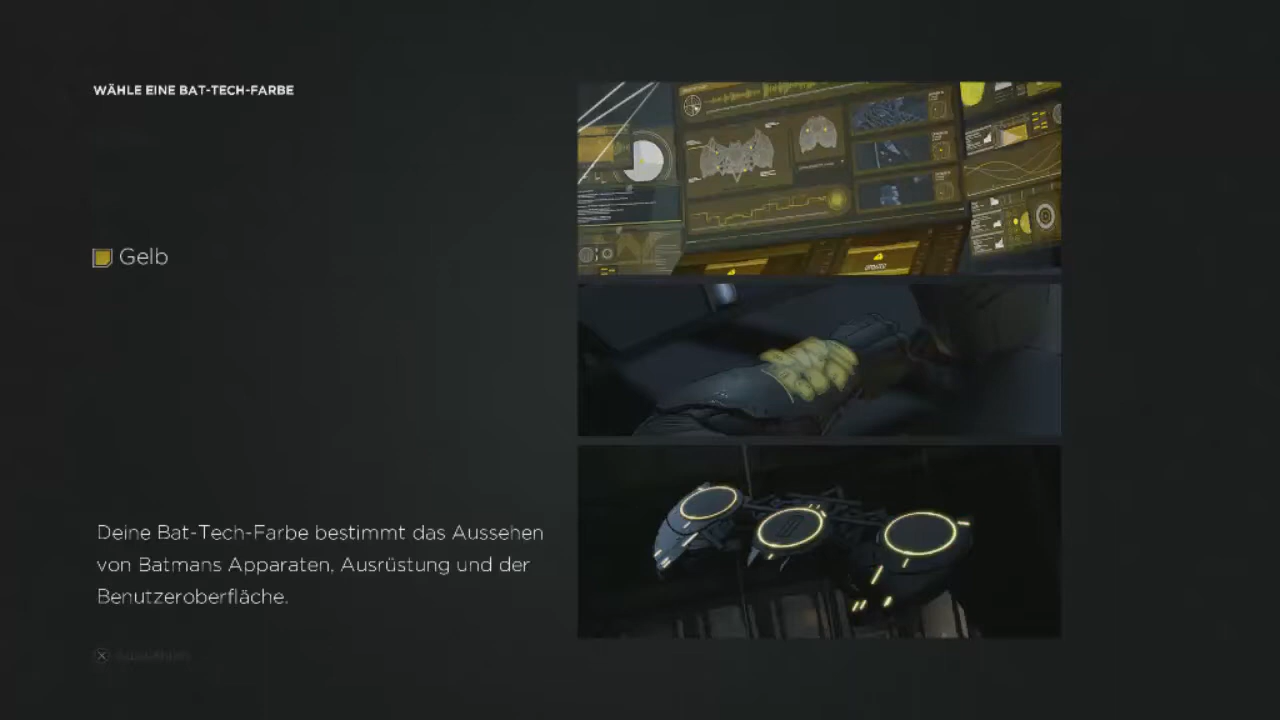 WÄHLE EINE BAT-TECH-FARBE
Gelb
Deine Bat-Tech-Farbe bestimmt das Aussehen
von Batmans Apparaten, Ausrüstung und der
Benutzeroberfläche.